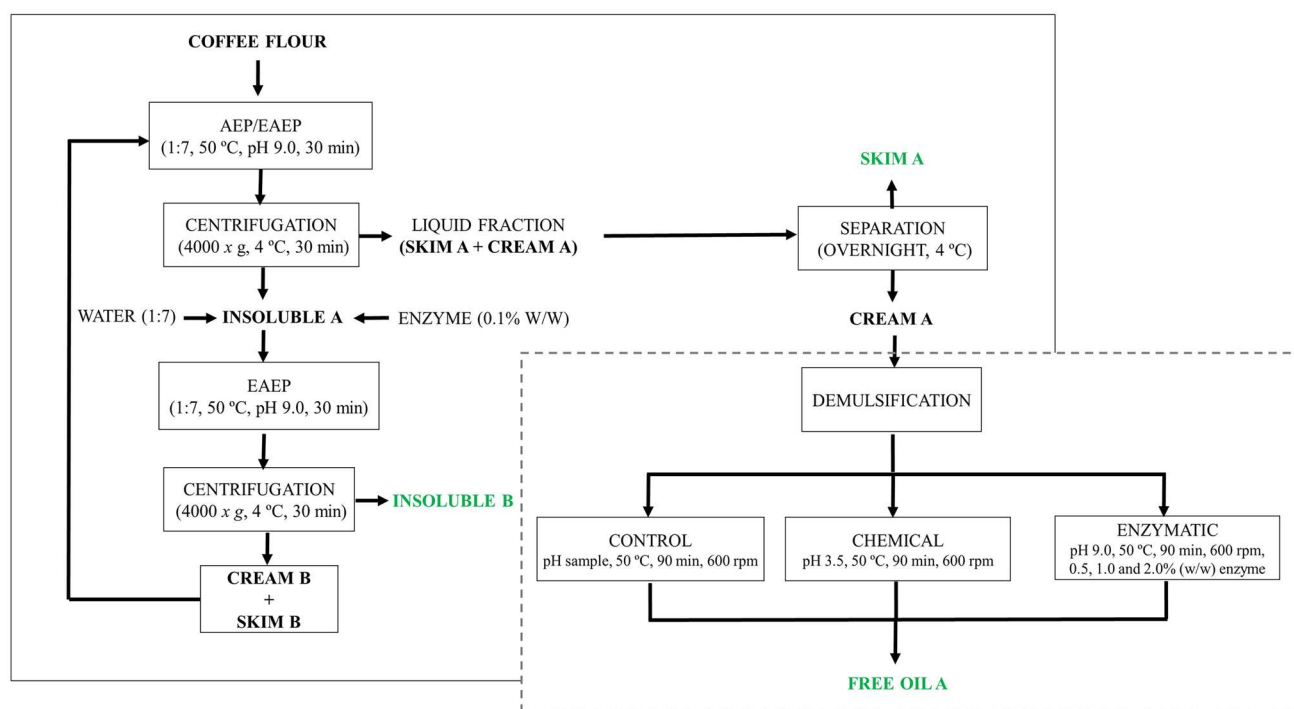 COFFEE FLOUR
AEP/EAEP
(1:7, 50 ºC, pH 9.0, 30 min)
CENTRIFUGATION
(4000 x g, 4 ºC, 30 min)
LIQUID FRACTION
(SKIM A + CREAM A)
SKIM A
SEPARATION
(OVERNIGHT, 4 ºC)
CREAM A
WATER (1:7)
INSOLUBLE A
ENZYME (0.1% W/W)
EAEP
(1:7, 50 ºC, pH 9.0, 30 min)
CENTRIFUGATION
(4000 x g, 4 ºC, 30 min)
INSOLUBLE B
CREAM B
+
SKIM B
DEMULSIFICATION
CONTROL
pH sample, 50 ºC, 90 min, 600 rpm
CHEMICAL
pH 3.5, 50 ºC, 90 min, 600 rpm
ENZYMATIC
pH 9.0, 50 ºC, 90 min, 600 rpm,
0.5, 1.0 and 2.0% (w/w) enzyme
FREE OIL A